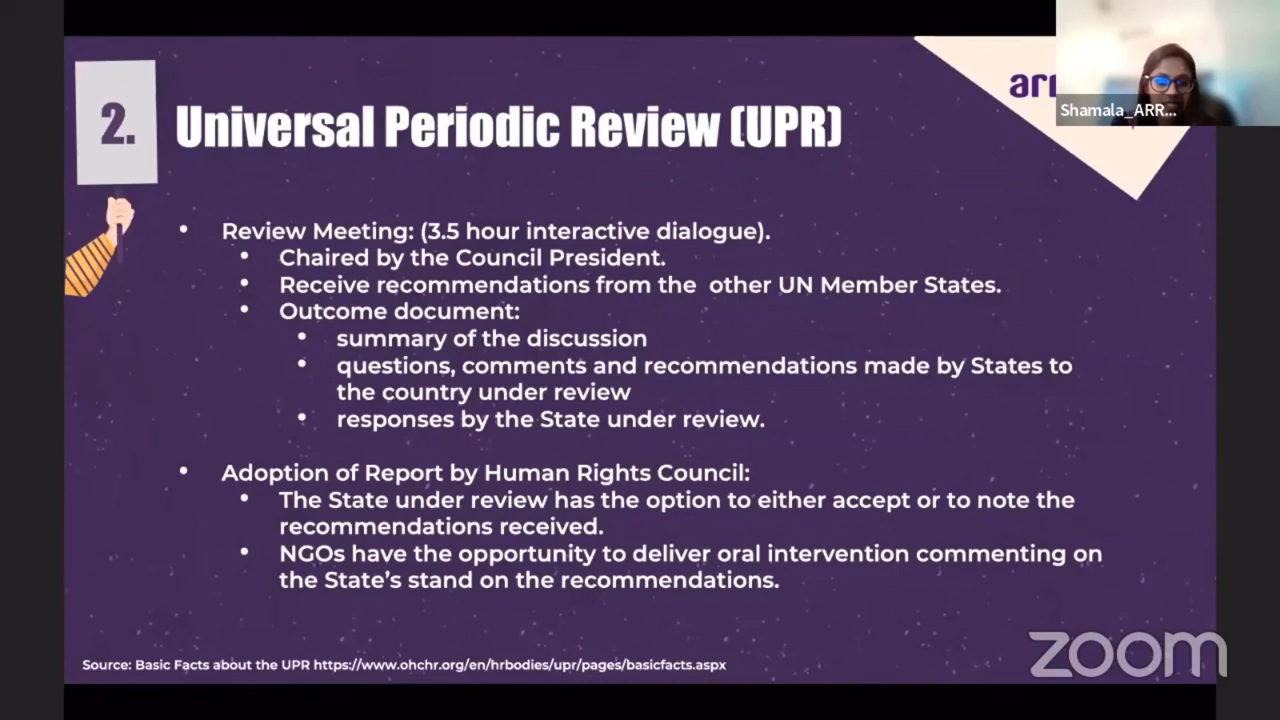 arr
Shamala_ARR...
2.
Universal Periodic Review (UPR)
• Review Meeting: (3.5 hour interactive dialogue).
• Chaired by the Council President.
• Receive recommendations from the other UN Member States.
• Outcome document:
• summary of the discussion
• questions, comments and recommendations made by States to
the country under review
• responses by the State under review.
• Adoption of Report by Human Rights Council:
• The State under review has the option to either accept or to note the
recommendations received.
• NGOs have the opportunity to deliver oral intervention commenting on
the State’s stand on the recommendations.
Source: Basic Facts about the UPR https://www.ohchr.org/en/hrbodies/upr/pages/basicfacts.aspx
zoom